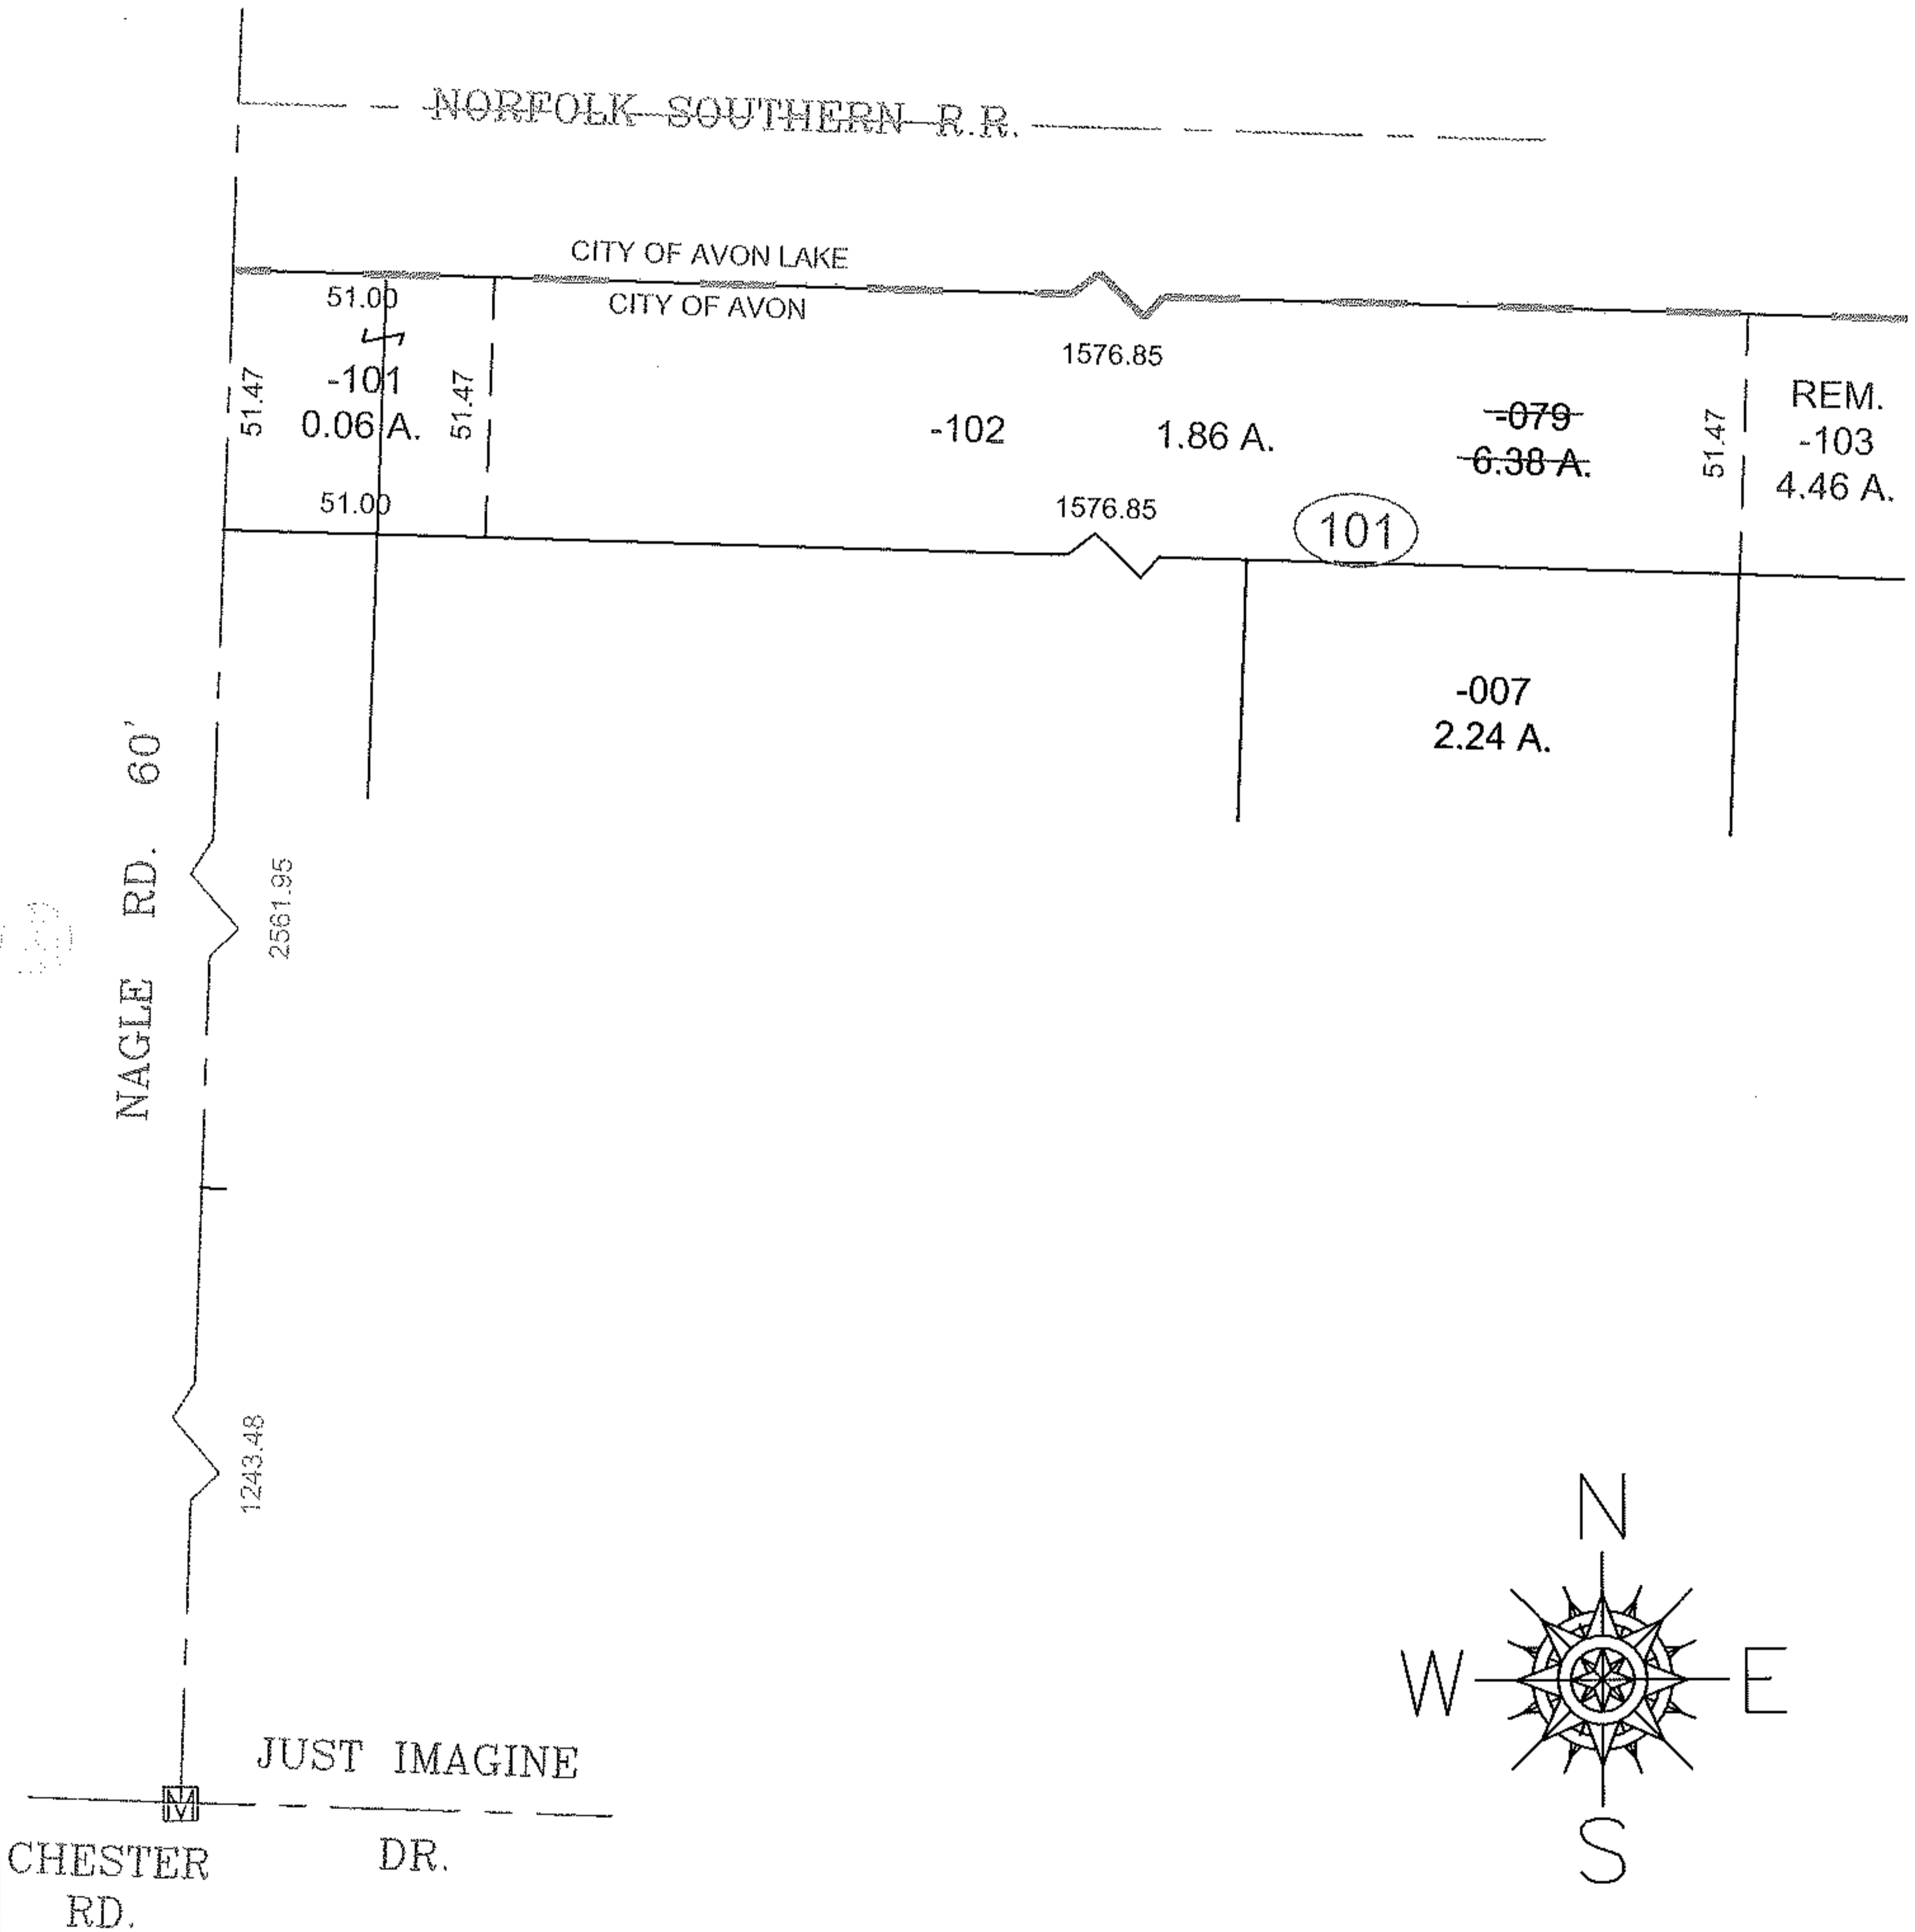 NORFOLK SOUTHERN R.R.
CITY OF AVON LAKE
CITY OF AVON
51.00
51.47
-101
0.06 A.
51.47
51.00
1576.85
-102
1.86 A.
-079
6.38 A.
51.47
REM.
-103
4.46 A.
1576.85
101
-007
2.24 A.
NAGLE RD. 60'
2561.95
1243.48
JUST IMAGINE
DR.
CHESTER
RD.
M
N
W
E
S